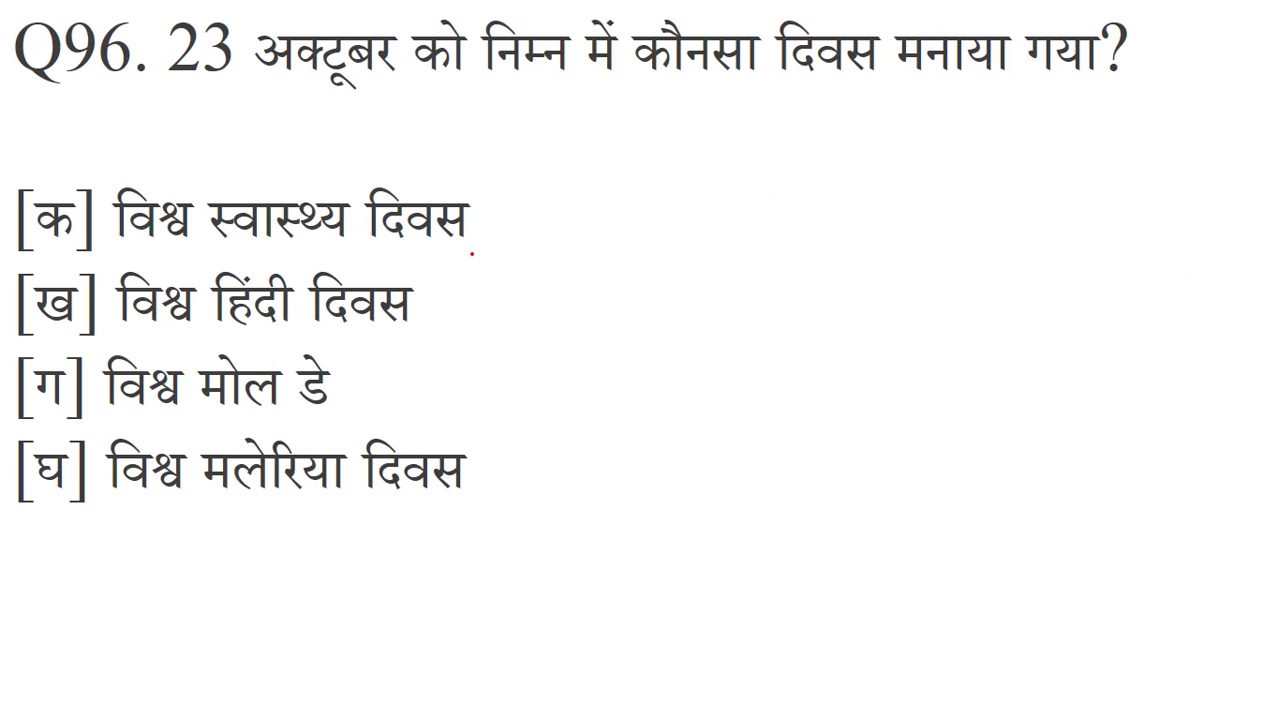 Q96. 23 अक्टूबर को निम्न में कौनसा दिवस मनाया गया?
[क] विश्व स्वास्थ्य दिवस
[ख] विश्व हिंदी दिवस
[ग] विश्व मोल डे
[घ] विश्व मलेरिया दिवस